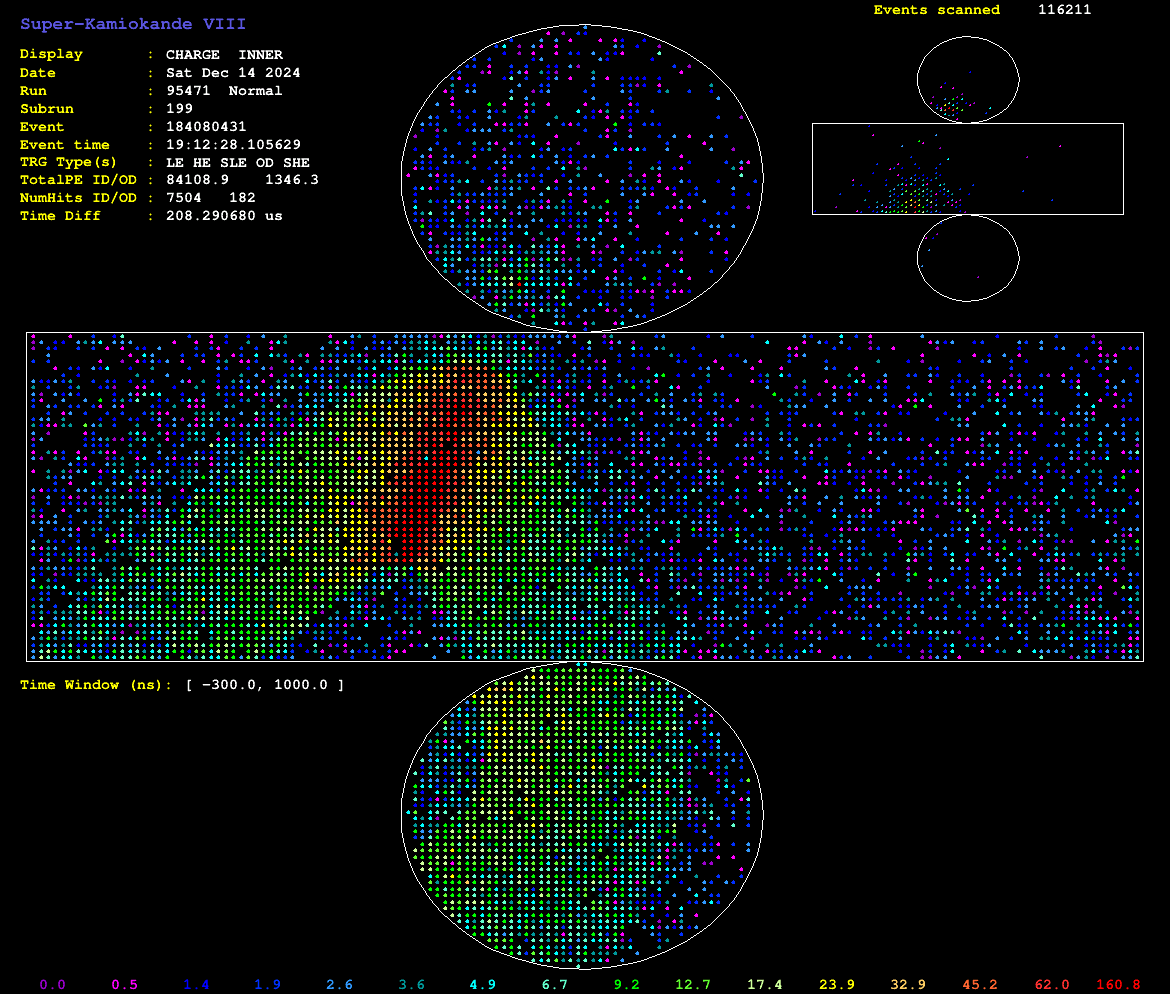 Super-Kamiokande VIII
Events scanned 116211
Display : CHARGE INNER
Date : Sat Dec 14 2024
Run : 95471 Normal
Subrun : 199
Event : 184080431
Event time : 19:12:28.105629
TRG Type(s) : LE HE SLE OD SHE
TotalPE ID/OD : 84108.9 1346.3
NumHits ID/OD : 7504 182
Time Diff : 208.290680 us
Time Window (ns): [ −300.0, 1000.0 ]
0.0 0.5 1.4 1.9 2.6 3.6 4.9 6.7 9.2 12.7 17.4 23.9 32.9 45.2 62.0 160.8